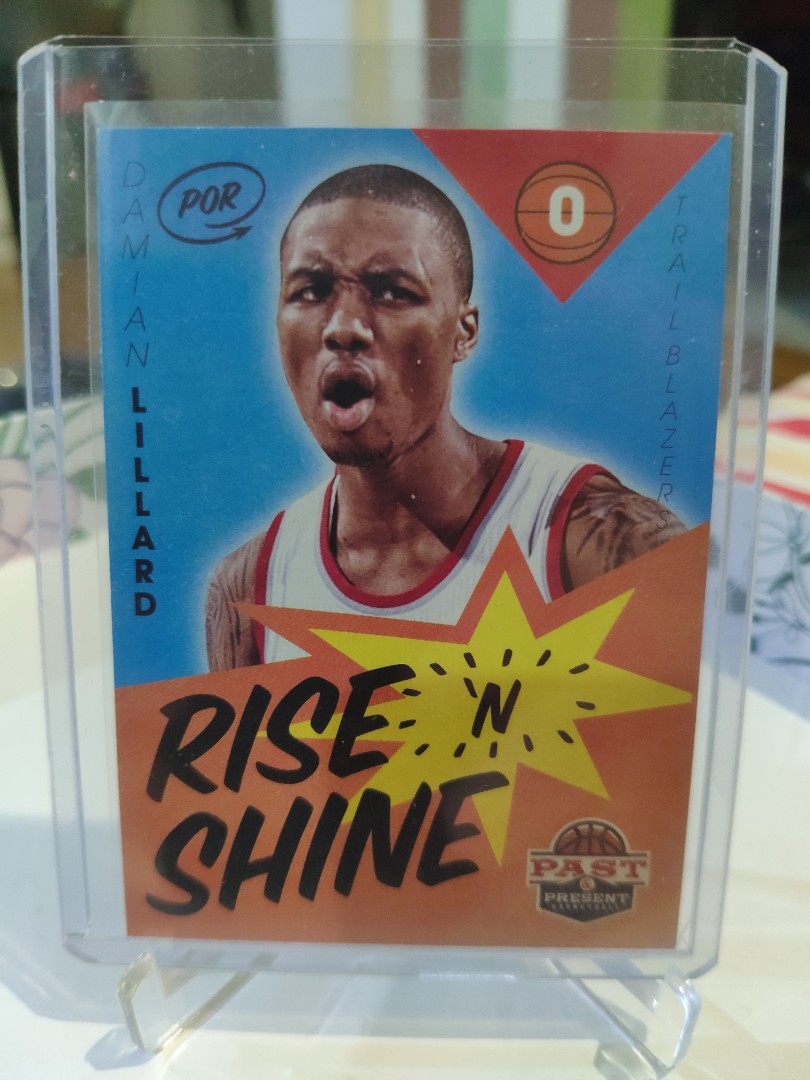 DAMIAN LILLARD
POR
0
TRAIL BLAZERS
RISE 'N
SHINE
PAST
&
PRESENT
BASKETBALL